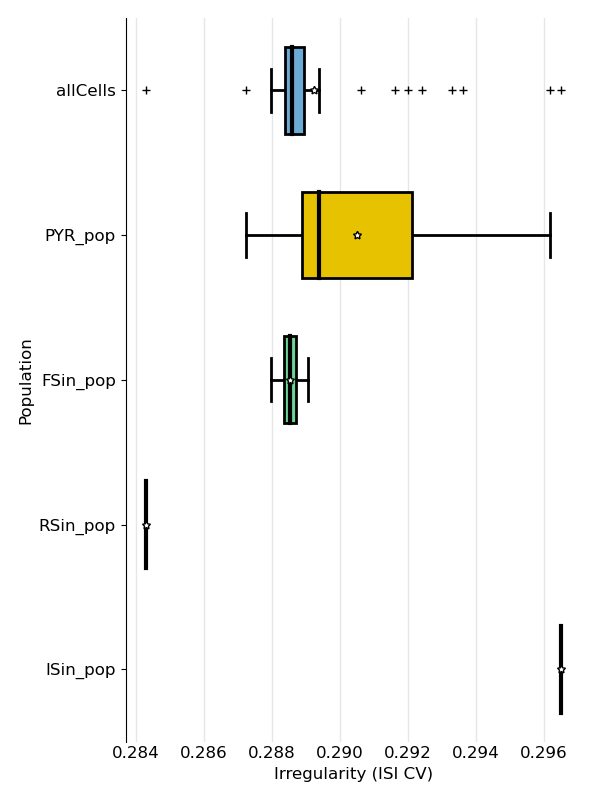 allCells
PYR_pop
FSin_pop
RSin_pop
ISin_pop
Population
0.284 0.286 0.288 0.290 0.292 0.294 0.296
Irregularity (ISI CV)